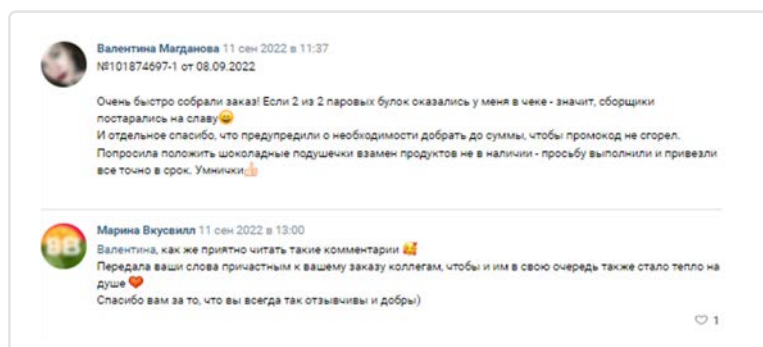 Валентина Магданова 11 сен 2022 в 11:37
№101874697-1 от 08.09.2022
Очень быстро собрали заказ! Если 2 из 2 паровых булок оказались у меня в чеке - значит, сборщики
постарались на славу😀
И отдельное спасибо, что предупредили о необходимости добрать до суммы, чтобы промокод не сгорел.
Попросила положить шоколадные подушечки взамен продуктов не в наличии - просьбу выполнили и привезли
все точно в срок. Умнички👍🏻
98
Марина Вкусвилл 11 сен 2022 в 13:00
Валентина, как же приятно читать такие комментарии 🥰
Передала ваши слова причастным к вашему заказу коллегам, чтобы и им в свою очередь также стало тепло на
душе ❤
Спасибо вам за то, что вы всегда так отзывчивы и добры)
1